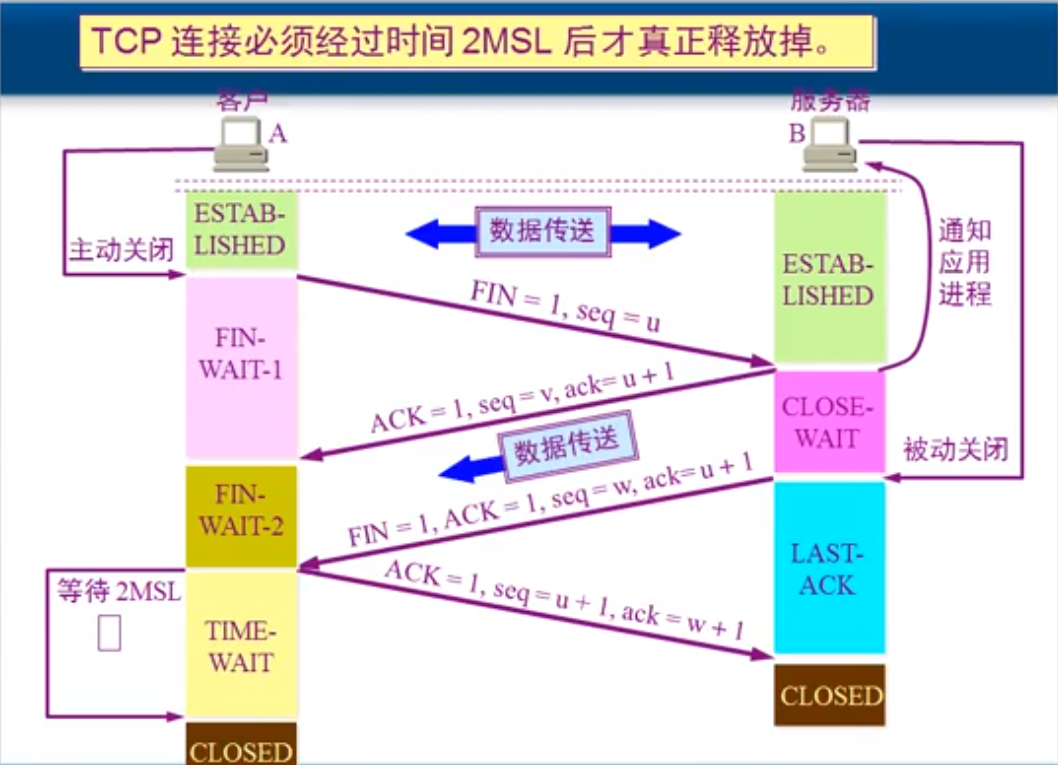 TCP 连接必须经过时间 2MSL 后才真正释放掉。
客户
A
服务器
B
ESTAB-
LISHED
主动关闭
数据传送
ESTAB-
LISHED
通知
应用
进程
FIN = 1, seq = u
FIN-
WAIT-1
ACK = 1, seq = v, ack= u + 1
CLOSE-
WAIT
数据传送
被动关闭
FIN-
WAIT-2
FIN = 1, ACK = 1, seq = w, ack= u + 1
LAST-
ACK
等待 2MSL
ACK = 1, seq = u + 1, ack = w + 1
TIME-
WAIT
CLOSED
CLOSED